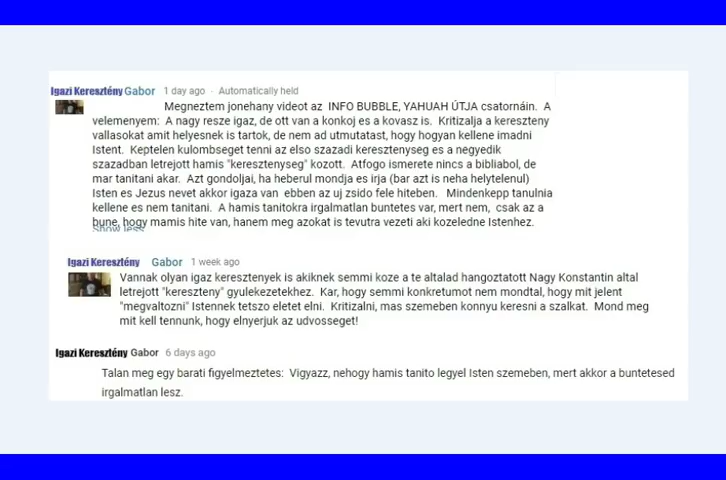 Igazi Keresztény Gabor 1 day ago · Automatically held
Megneztem jonehany videot az INFO BUBBLE, YAHUAH ÚTJA csatornáin. A
velemenyem: A nagy resze igaz, de ott van a konkoj es a kovasz is. Kritizalja a kereszteny
vallasokat amit helyesnek is tartok, de nem ad utmutatast, hogy hogyan kellene imadni
Istent. Keptelen kulombseget tenni az elso szazadi keresztenyseg es a negyedik
szazadban letrejott hamis "keresztenyseg" kozott. Atfogo ismerete nincs a bibliabol, de
mar tanitani akar. Azt gondoljai, ha heberul mondja es irja (bar azt is neha helytelenul)
Isten es Jezus nevet akkor igaza van ebben az uj zsido fele hiteben. Mindenkepp tanulnia
kellene es nem tanitani. A hamis tanitokra irgalmatlan buntetes var, mert nem, csak az a
bune, hogy mamis hite van, hanem meg azokat is tevutra vezeti aki kozeledne Istenhez.
Show less
Igazi Keresztény Gabor 1 week ago
Vannak olyan igaz keresztenyek is akiknek semmi koze a te altalad hangoztatott Nagy Konstantin altal
letrejott "kereszteny" gyulekezetekhez. Kar, hogy semmi konkretumot nem mondtal, hogy mit jelent
"megvaltozni" Istennek tetszo eletet elni. Kritizalni, mas szemeben konnyu keresni a szalkat. Mond meg
mit kell tennunk, hogy elnyerjuk az udvosseget!
Igazi Keresztény Gabor 6 days ago
Talan meg egy barati figyelmeztetes: Vigyazz, nehogy hamis tanito legyel Isten szemeben, mert akkor a buntetesed
irgalmatlan lesz.